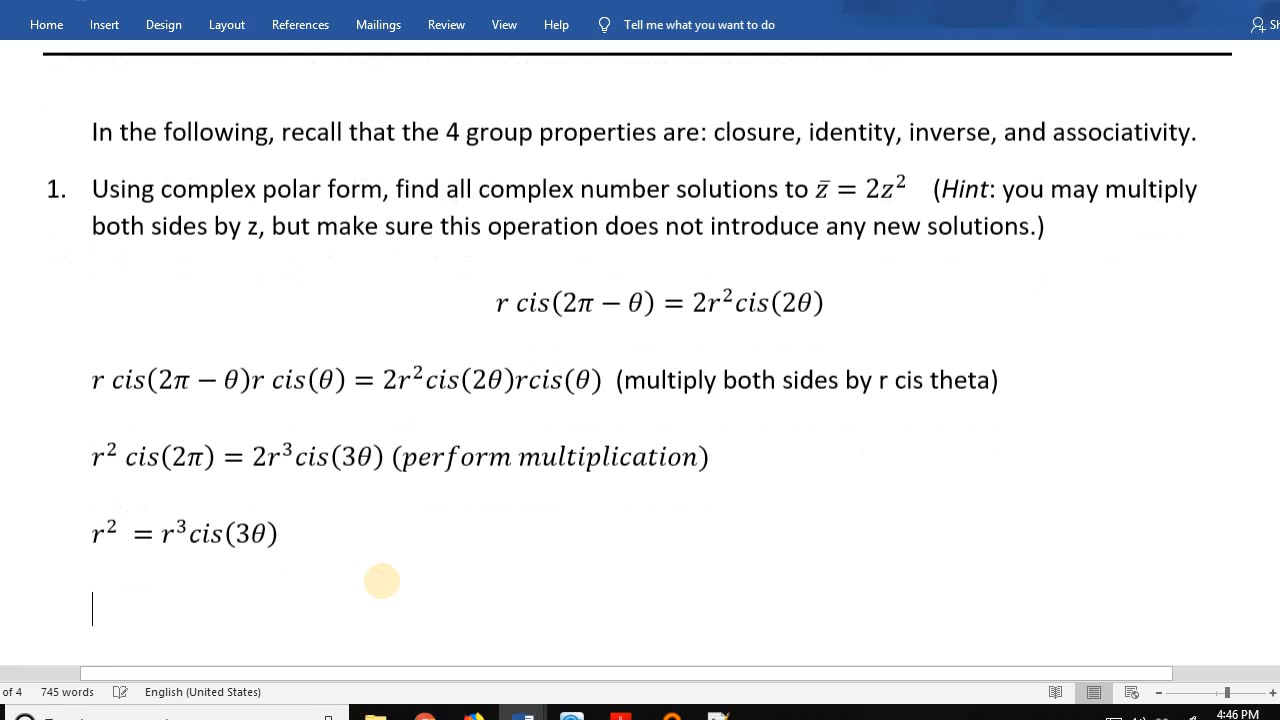 Home Insert Design Layout References Mailings Review View Help Tell me what you want to do Sh
In the following, recall that the 4 group properties are: closure, identity, inverse, and associativity.
1. Using complex polar form, find all complex number solutions to z̄ = 2z² (Hint: you may multiply
both sides by z, but make sure this operation does not introduce any new solutions.)
r cis(2π − θ) = 2r²cis(2θ)
r cis(2π − θ)r cis(θ) = 2r²cis(2θ)rcis(θ) (multiply both sides by r cis theta)
r² cis(2π) = 2r³cis(3θ) (perform multiplication)
r² = r³cis(3θ)
of 4 745 words English (United States)
4:46 PM